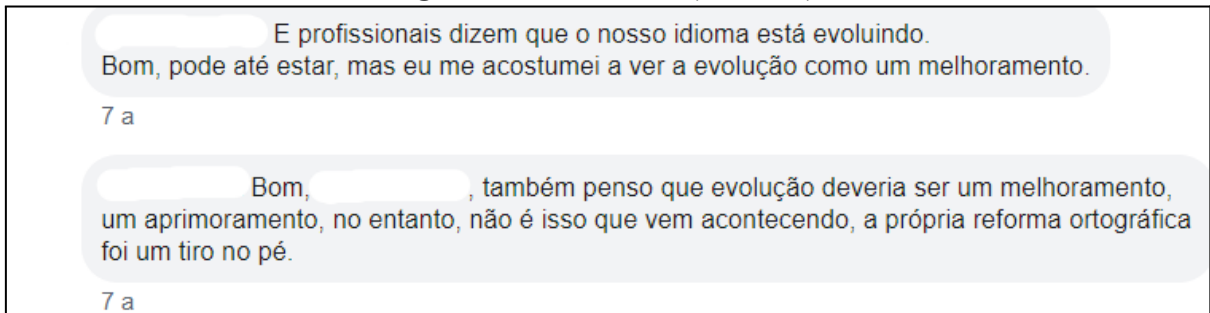 E profissionais dizem que o nosso idioma está evoluindo.
Bom, pode até estar, mas eu me acostumei a ver a evolução como um melhoramento.
7 a
Bom, , também penso que evolução deveria ser um melhoramento,
um aprimoramento, no entanto, não é isso que vem acontecendo, a própria reforma ortográfica
foi um tiro no pé.
7 a